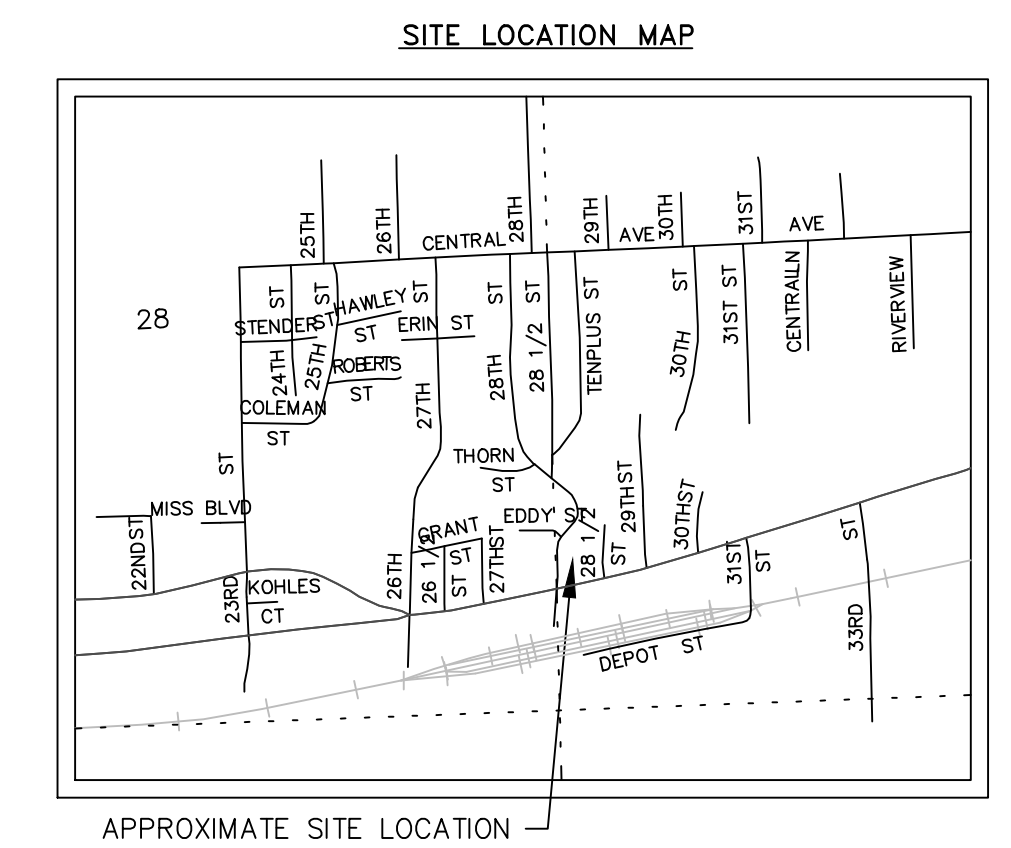 SITE LOCATION MAP
25TH
26TH
28TH
29TH
30TH
31ST
CENTRAL
AVE
AVE
28
ST
ST
HAWLEY
ST
ST
ST
ST
ST
ST
31ST ST
CENTRALN
RIVERVIEW
STENDER ST
ERIN ST
28 1/2
TENPLUS ST
24TH
25TH
ROBERTS
ST
27TH
28TH
30TH
COLEMAN
ST
ST
THORN
ST
MISS BLVD
22ND ST
GRANT
EDDY ST
28 1/2
ST
29TH ST
30TH ST
31ST
ST
ST
23RD
KOHLES
CT
26TH
26 1/2
ST
ST
27TH ST
33RD
DEPOT ST
APPROXIMATE SITE LOCATION